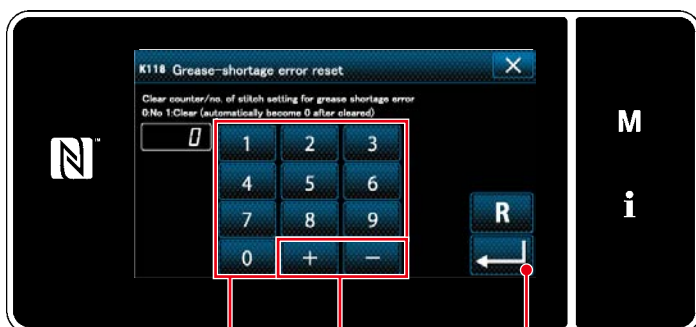 K118 Grease-shortage error reset
Clear counter/no. of stitch setting for grease shortage error
0:No 1:Clear (automatically become 0 after cleared)
0
1 2 3
4 5 6
7 8 9
0 + −
R
N
M
i